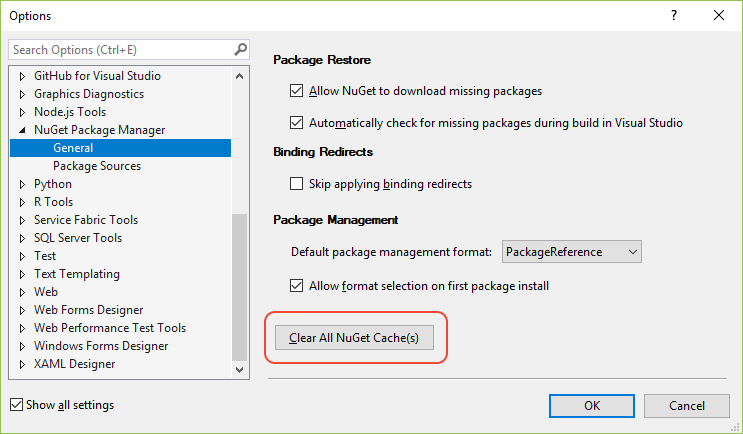 Options
Search Options (Ctrl+E)
GitHub for Visual Studio
Graphics Diagnostics
Node.js Tools
NuGet Package Manager
General
Package Sources
Python
R Tools
Service Fabric Tools
SQL Server Tools
Test
Text Templating
Web
Web Forms Designer
Web Performance Test Tools
Windows Forms Designer
XAML Designer
Show all settings
Package Restore
Allow NuGet to download missing packages
Automatically check for missing packages during build in Visual Studio
Binding Redirects
Skip applying binding redirects
Package Management
Default package management format: PackageReference
Allow format selection on first package install
Clear All NuGet Cache(s)
OK Cancel